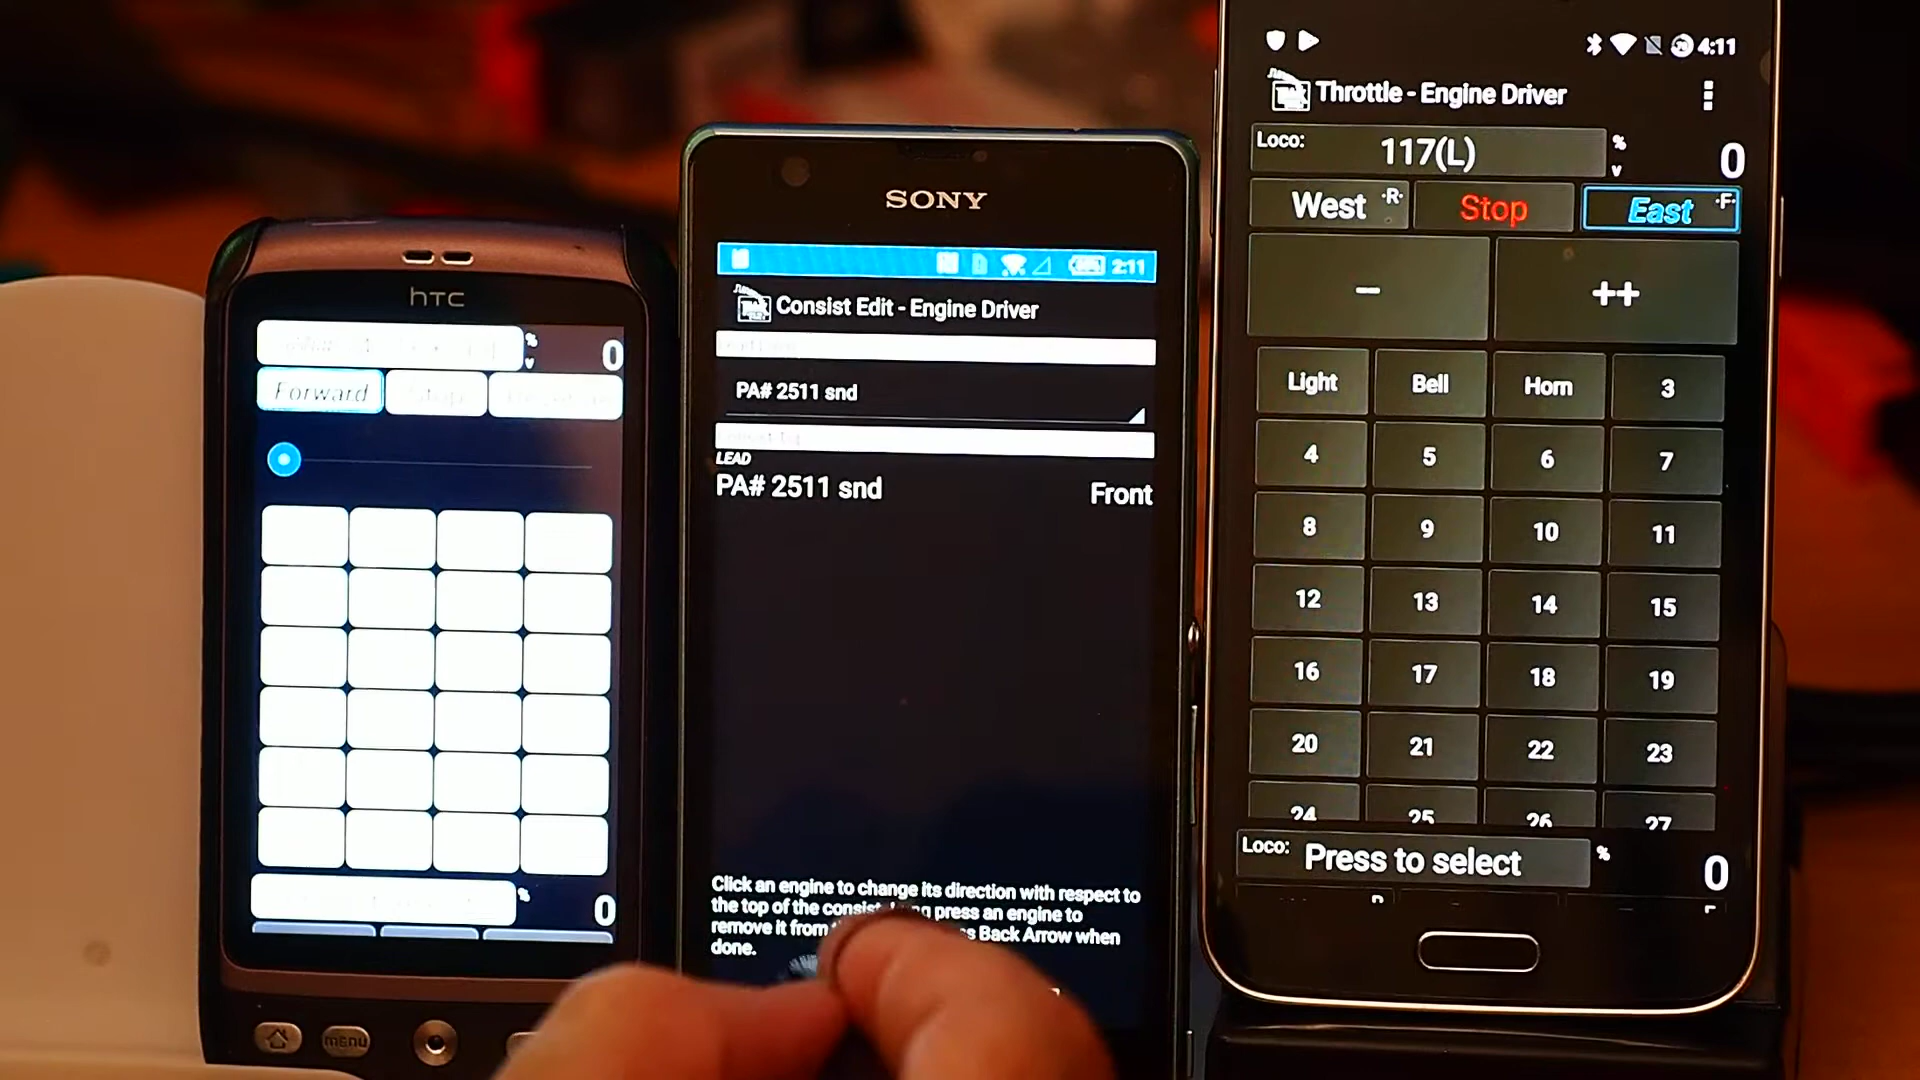 hTC
%
v
0
Forward
%
0
menu
SONY
2:11
Consist Edit - Engine Driver
PA# 2511 snd
LEAD
PA# 2511 snd
Front
Click an engine to change its direction with respect to
the top of the consist. press an engine to
remove it from Back Arrow when
done.
4:11
Throttle - Engine Driver
Loco:
117(L)
%
v
0
West ·R·
Stop
East ·F·
–
++
Light Bell Horn 3
4 5 6 7
8 9 10 11
12 13 14 15
16 17 18 19
20 21 22 23
24 25 26 27
Loco:
Press to select
%
0